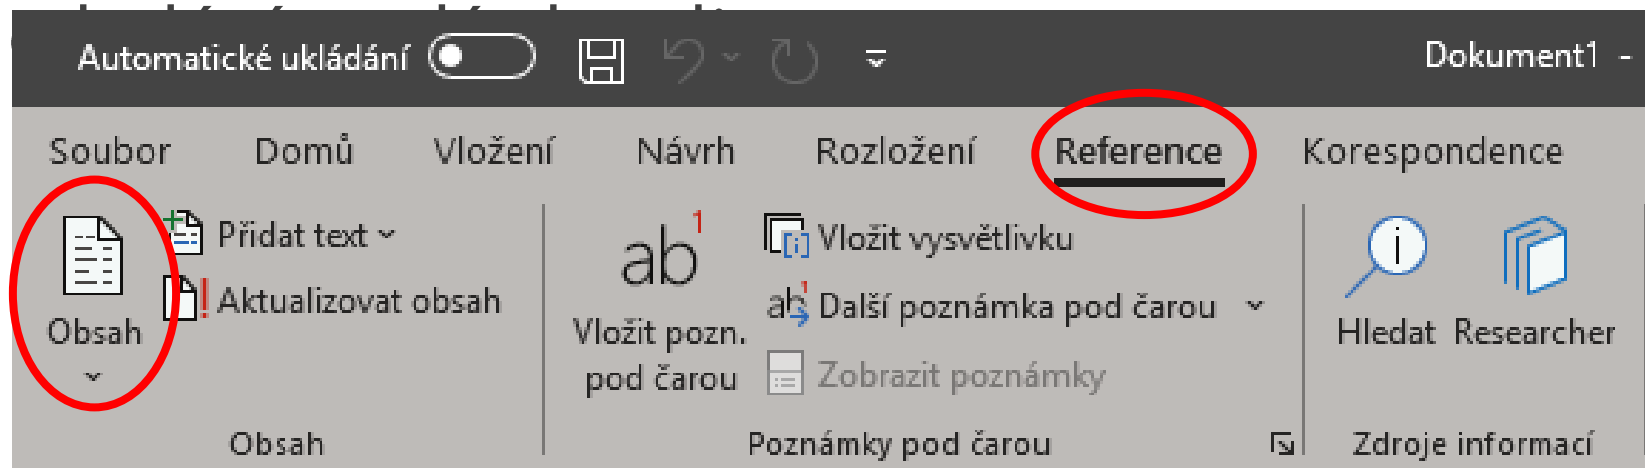 Automatické ukládání Dokument1 -
Soubor Domů Vložení Návrh Rozložení Reference Korespondence
Obsah
Přidat text
Aktualizovat obsah
Obsah
ab1
Vložit pozn.
pod čarou
Vložit vysvětlivku
Další poznámka pod čarou
Zobrazit poznámky
Poznámky pod čarou
Hledat
Researcher
Zdroje informací